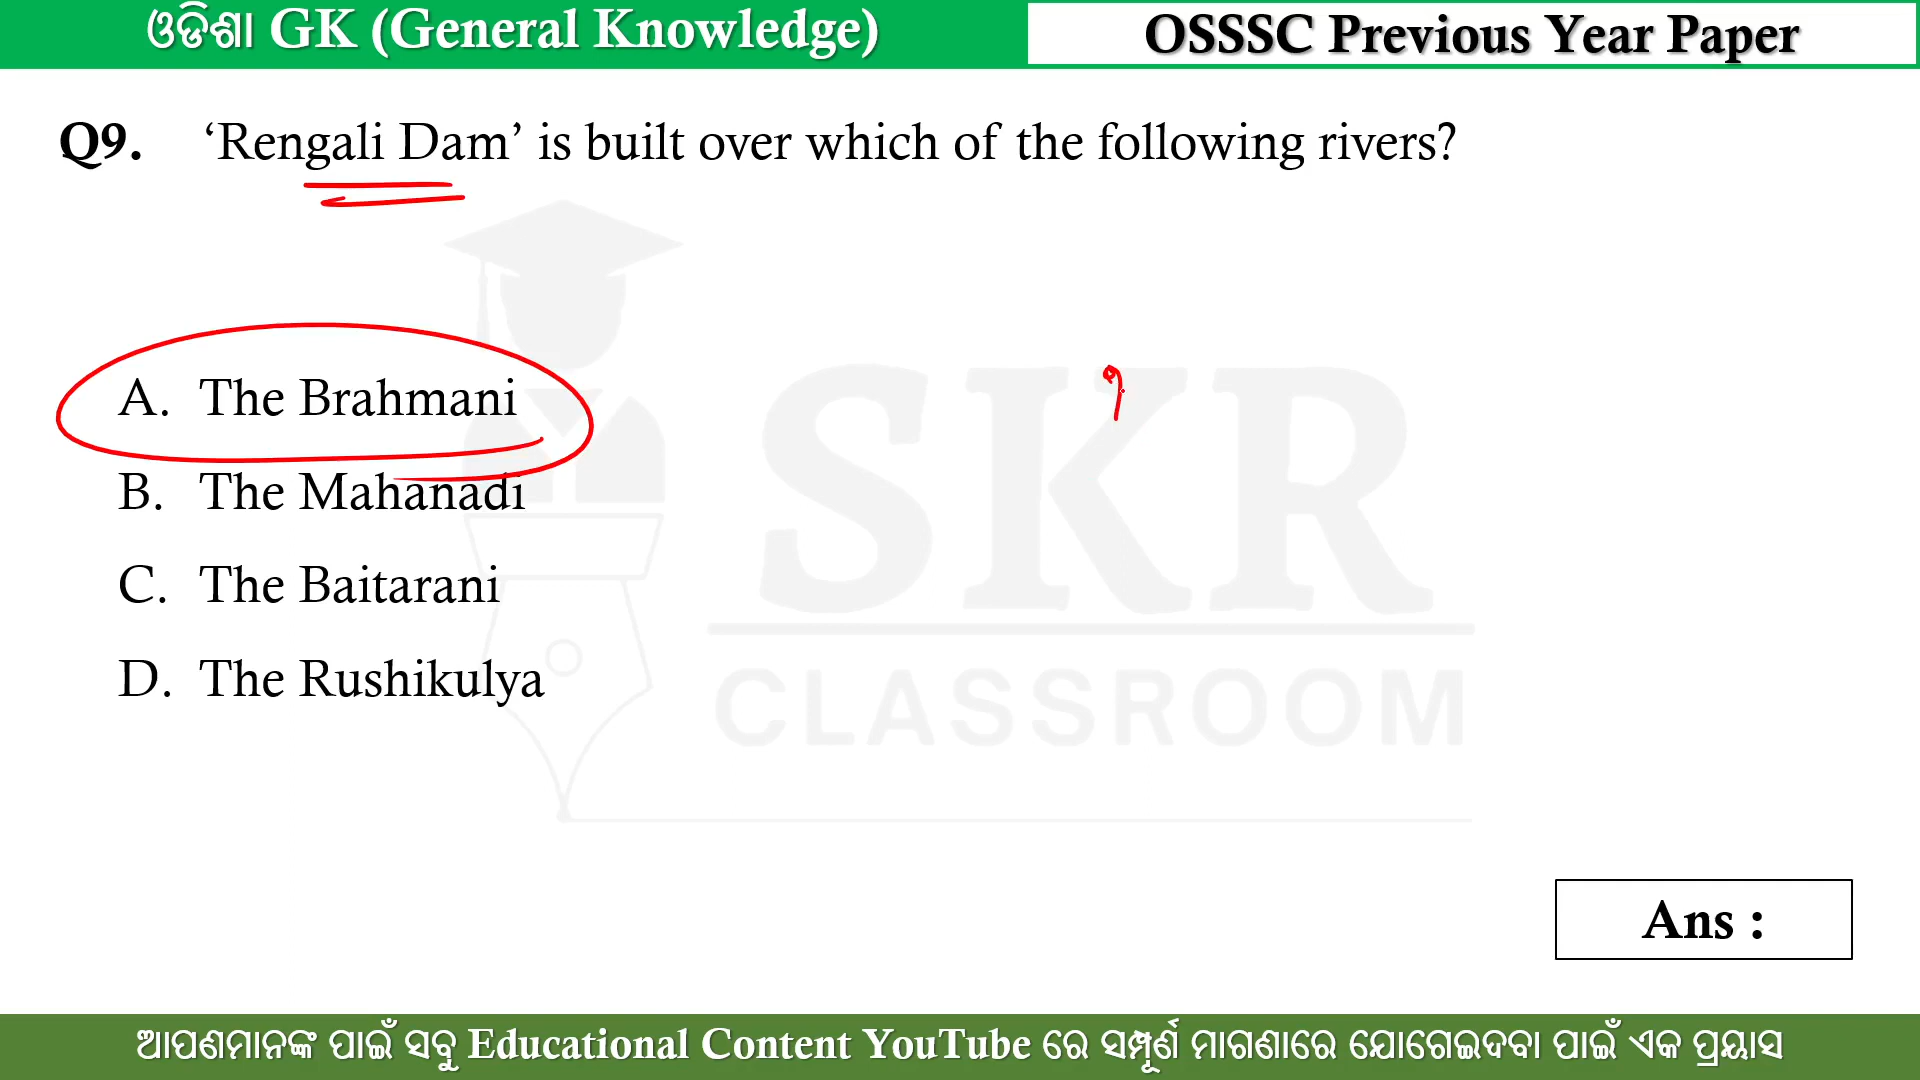 ଓଡିଶା GK (General Knowledge)
OSSSC Previous Year Paper
Q9. ‘Rengali Dam’ is built over which of the following rivers?
A. The Brahmani
B. The Mahanadi
C. The Baitarani
D. The Rushikulya
SKR
CLASSROOM
Ans :
ଆପଣମାନଙ୍କ ପାଇଁ ସବୁ Educational Content YouTube ରେ ସମ୍ପୂର୍ଣ ମାଗଣାରେ ଯୋଗେଇଦବା ପାଇଁ ଏକ ପ୍ରୟାସ